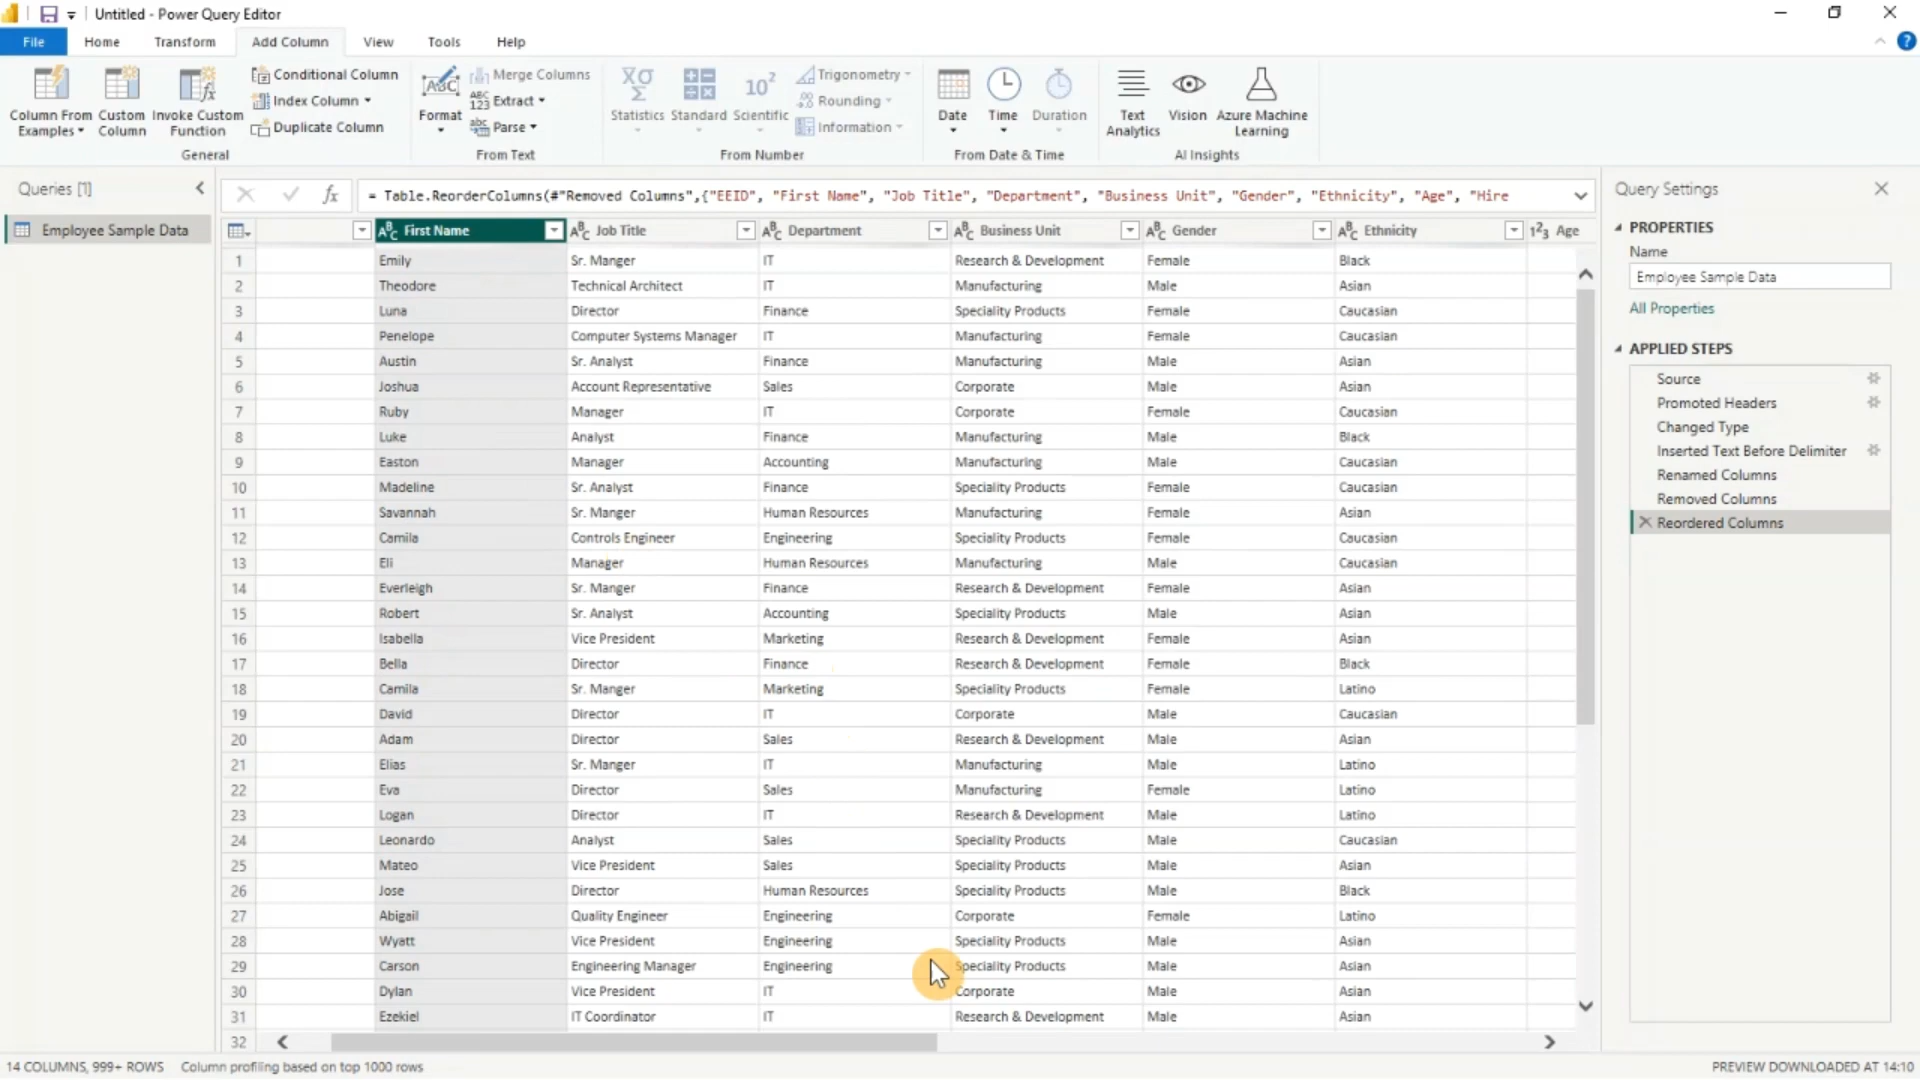 Untitled - Power Query Editor
File Home Transform Add Column View Tools Help
Column From Examples
Custom Column
Invoke Custom Function
Conditional Column
Index Column
Duplicate Column
General
Format
Merge Columns
Extract
Parse
From Text
Statistics
Standard
Scientific
Trigonometry
Rounding
Information
From Number
Date
Time
Duration
From Date & Time
Text Analytics
Vision
Azure Machine Learning
AI Insights
Queries [1]
Employee Sample Data
= Table.ReorderColumns(#"Removed Columns",{"EEID", "First Name", "Job Title", "Department", "Business Unit", "Gender", "Ethnicity", "Age", "Hire
First Name Job Title Department Business Unit Gender Ethnicity Age
1 Emily Sr. Manger IT Research & Development Female Black
2 Theodore Technical Architect IT Manufacturing Male Asian
3 Luna Director Finance Speciality Products Female Caucasian
4 Penelope Computer Systems Manager IT Manufacturing Female Caucasian
5 Austin Sr. Analyst Finance Manufacturing Male Asian
6 Joshua Account Representative Sales Corporate Male Asian
7 Ruby Manager IT Corporate Female Caucasian
8 Luke Analyst Finance Manufacturing Male Black
9 Easton Manager Accounting Manufacturing Male Caucasian
10 Madeline Sr. Analyst Finance Speciality Products Female Caucasian
11 Savannah Sr. Manger Human Resources Manufacturing Female Asian
12 Camila Controls Engineer Engineering Speciality Products Female Caucasian
13 Eli Manager Human Resources Manufacturing Male Caucasian
14 Everleigh Sr. Manger Finance Research & Development Female Asian
15 Robert Sr. Analyst Accounting Speciality Products Male Asian
16 Isabella Vice President Marketing Research & Development Female Asian
17 Bella Director Finance Research & Development Female Black
18 Camila Sr. Manger Marketing Speciality Products Female Latino
19 David Director IT Corporate Male Caucasian
20 Adam Director Sales Research & Development Male Asian
21 Elias Sr. Manger IT Manufacturing Male Latino
22 Eva Director Sales Manufacturing Female Latino
23 Logan Director IT Research & Development Male Latino
24 Leonardo Analyst Sales Speciality Products Male Caucasian
25 Mateo Vice President Sales Speciality Products Male Asian
26 Jose Director Human Resources Speciality Products Male Black
27 Abigail Quality Engineer Engineering Corporate Female Latino
28 Wyatt Vice President Engineering Speciality Products Male Asian
29 Carson Engineering Manager Engineering Speciality Products Male Asian
30 Dylan Vice President IT Corporate Male Asian
31 Ezekiel IT Coordinator IT Research & Development Male Asian
32
Query Settings
PROPERTIES
Name
Employee Sample Data
All Properties
APPLIED STEPS
Source
Promoted Headers
Changed Type
Inserted Text Before Delimiter
Renamed Columns
Removed Columns
Reordered Columns
14 COLUMNS, 999+ ROWS Column profiling based on top 1000 rows PREVIEW DOWNLOADED AT 14:10